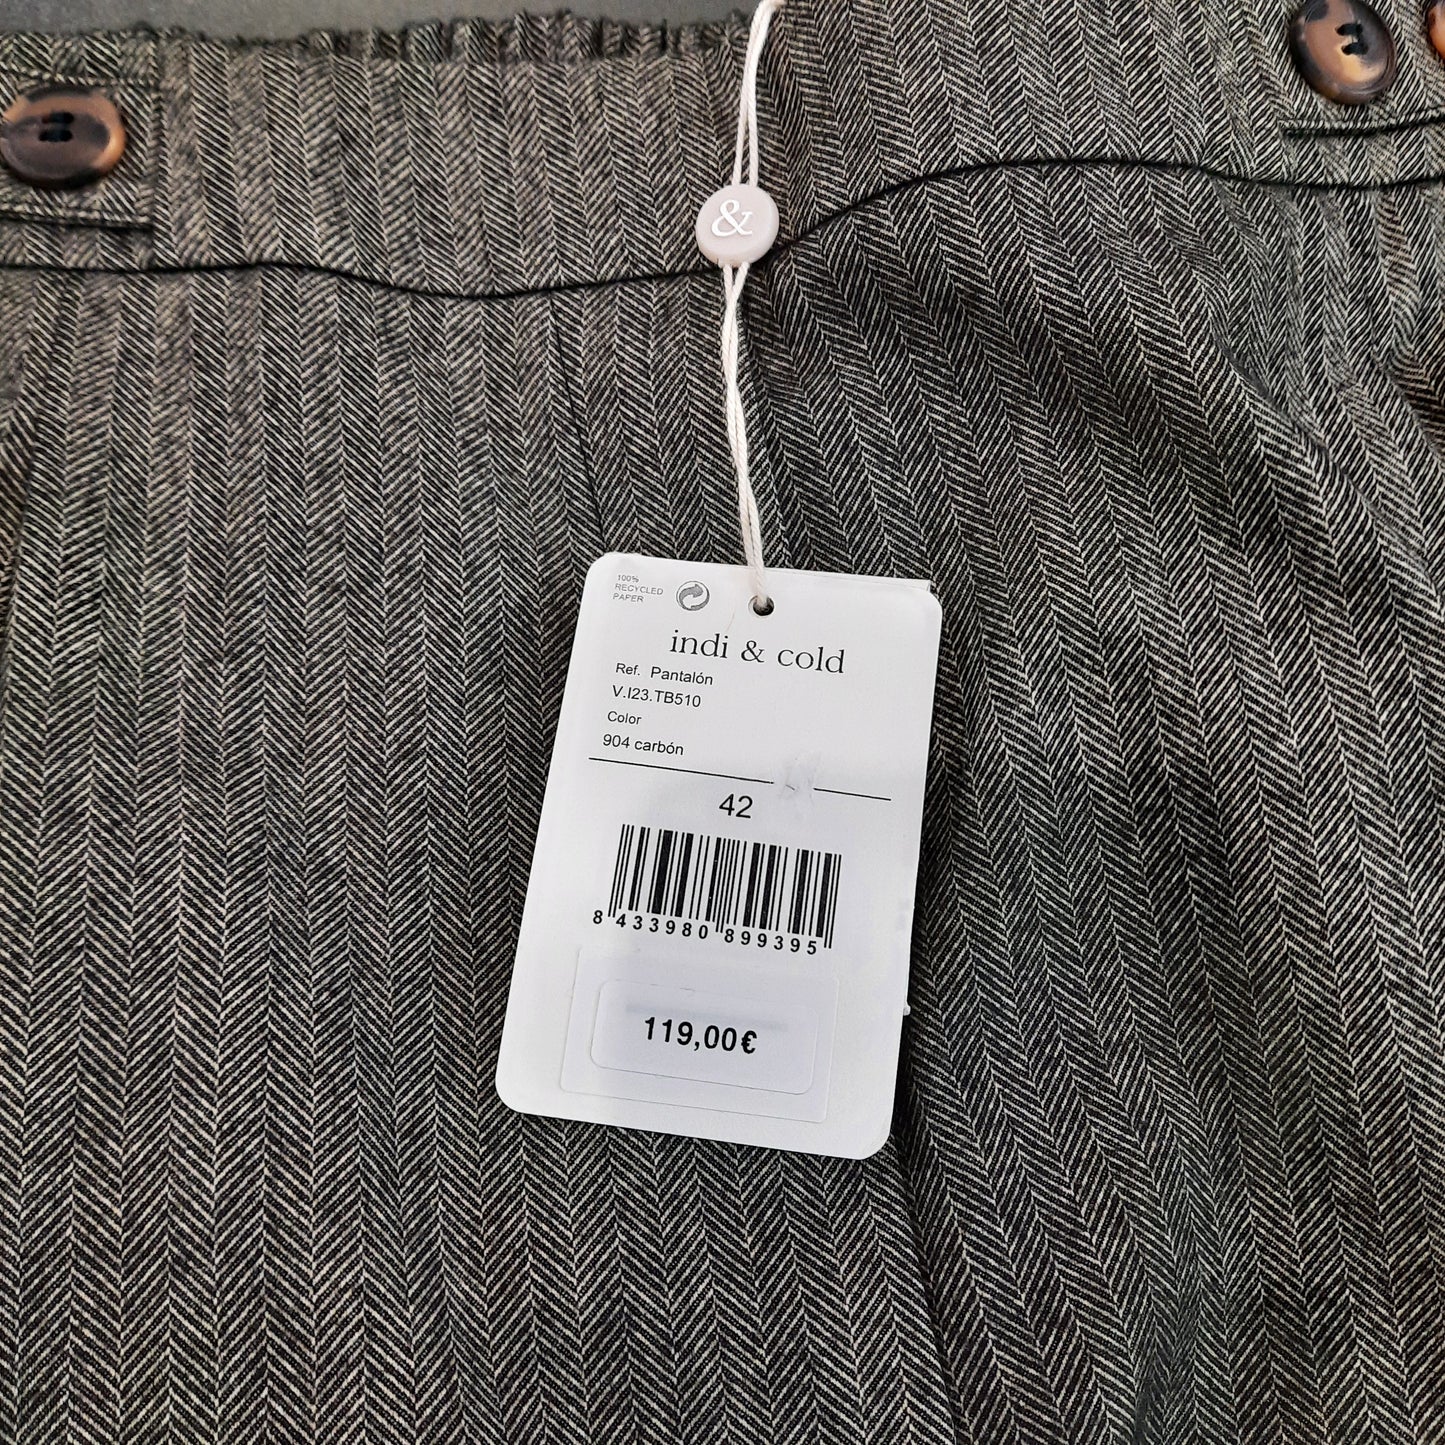 &
100%
RECYCLED
PAPER
indi & cold
Ref. Pantalón
V.I23.TB510
Color
904 carbón
42
8 433980 899395
119,00€